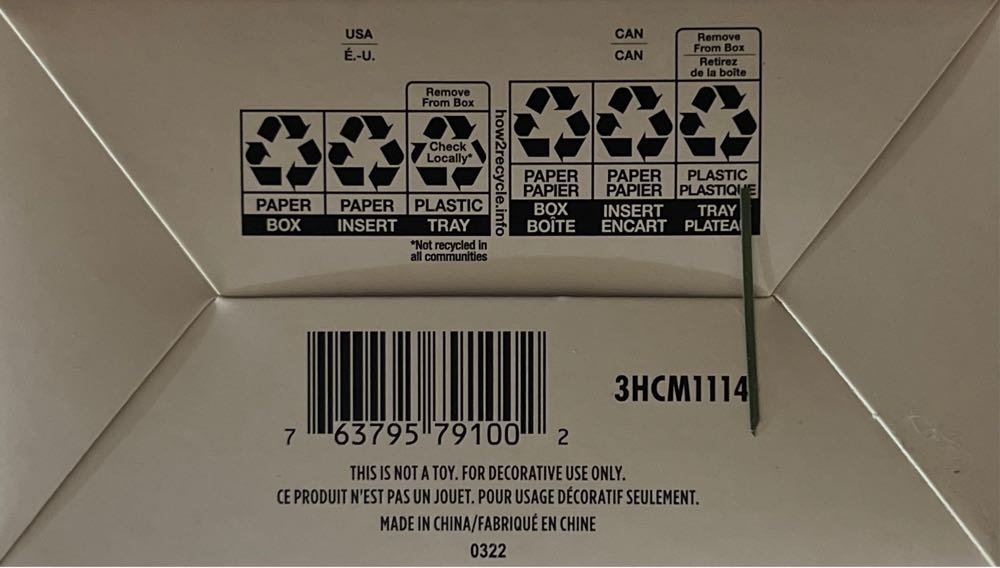 USA
É.-U.
Remove
From Box
Check
Locally*
PAPER PAPER PLASTIC
BOX INSERT TRAY
*Not recycled in
all communities
how2recycle.info
CAN
CAN
Remove
From Box
Retirez
de la boîte
PAPER PAPER PLASTIC
PAPIER PAPIER PLASTIQUE
BOX INSERT TRAY
BOÎTE ENCART PLATEAU
3HCM1114
7 63795 79100 2
THIS IS NOT A TOY. FOR DECORATIVE USE ONLY.
CE PRODUIT N'EST PAS UN JOUET. POUR USAGE DÉCORATIF SEULEMENT.
MADE IN CHINA/FABRIQUÉ EN CHINE
0322